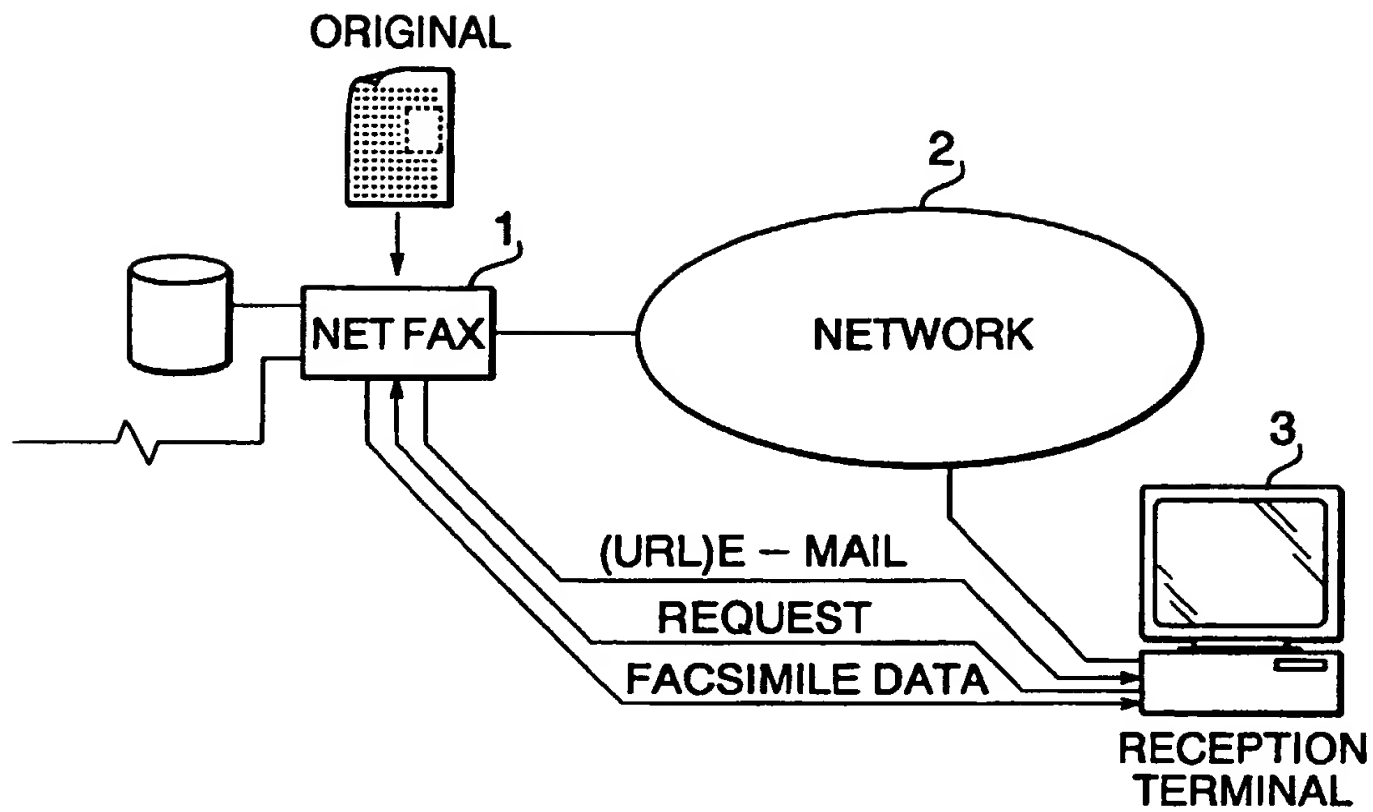 ORIGINAL
2
1
NET FAX
NETWORK
3
(URL)E – MAIL
REQUEST
FACSIMILE DATA
RECEPTION
TERMINAL